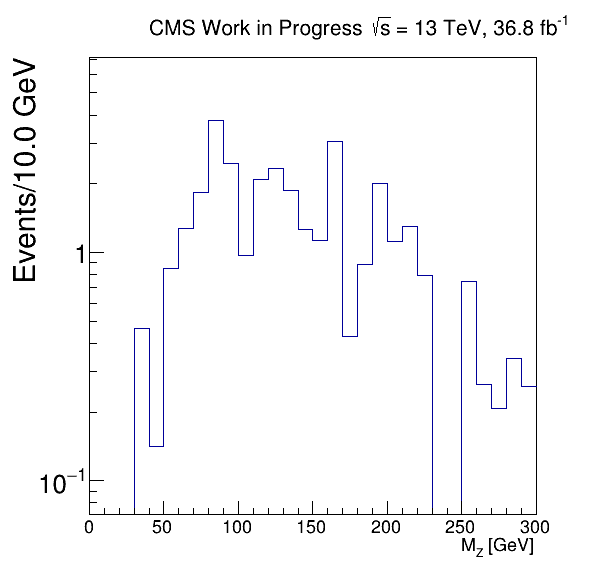 CMS Work in Progress √s = 13 TeV, 36.8 fb⁻¹
Events/10.0 GeV
1
10⁻¹
0 50 100 150 200 250 300
M_Z [GeV]